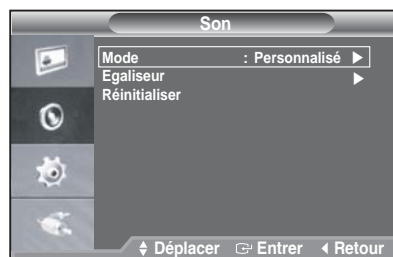 Son
Mode : Personnalisé
Egaliseur
Réinitialiser
Déplacer Entrer Retour